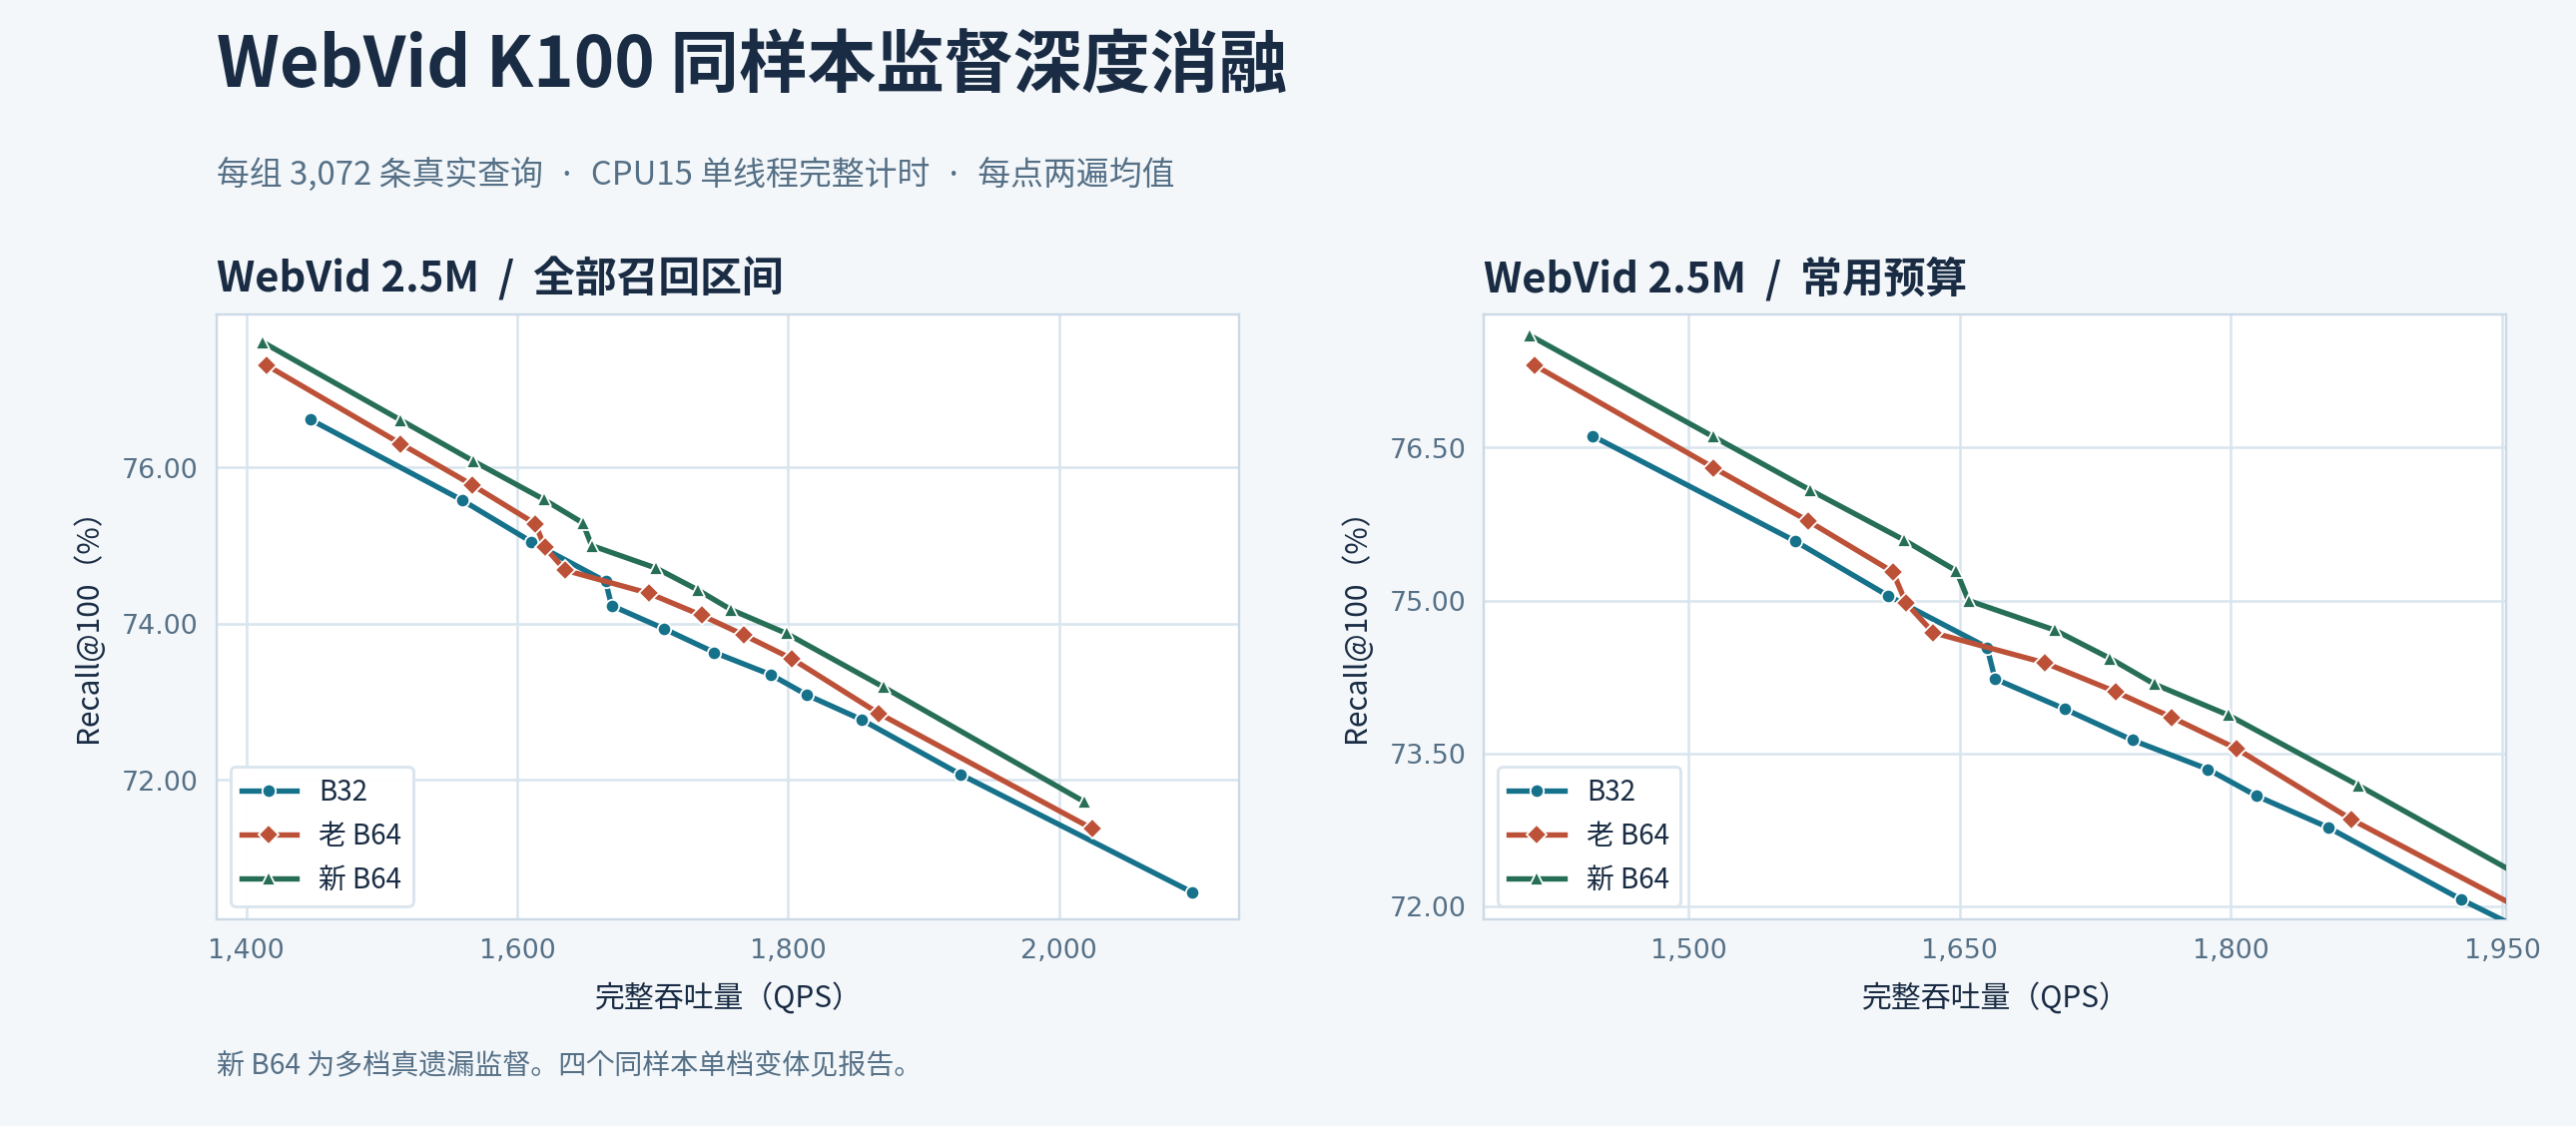 WebVid K100 同样本监督深度消融
每组 3,072 条真实查询 · CPU15 单线程完整计时 · 每点两遍均值
WebVid 2.5M / 全部召回区间
Recall@100（%）
76.00
74.00
72.00
B32
老 B64
新 B64
1,400
1,600
1,800
2,000
完整吞吐量（QPS）
WebVid 2.5M / 常用预算
Recall@100（%）
76.50
75.00
73.50
72.00
B32
老 B64
新 B64
1,500
1,650
1,800
1,950
完整吞吐量（QPS）
新 B64 为多档真遗漏监督。四个同样本单档变体见报告。